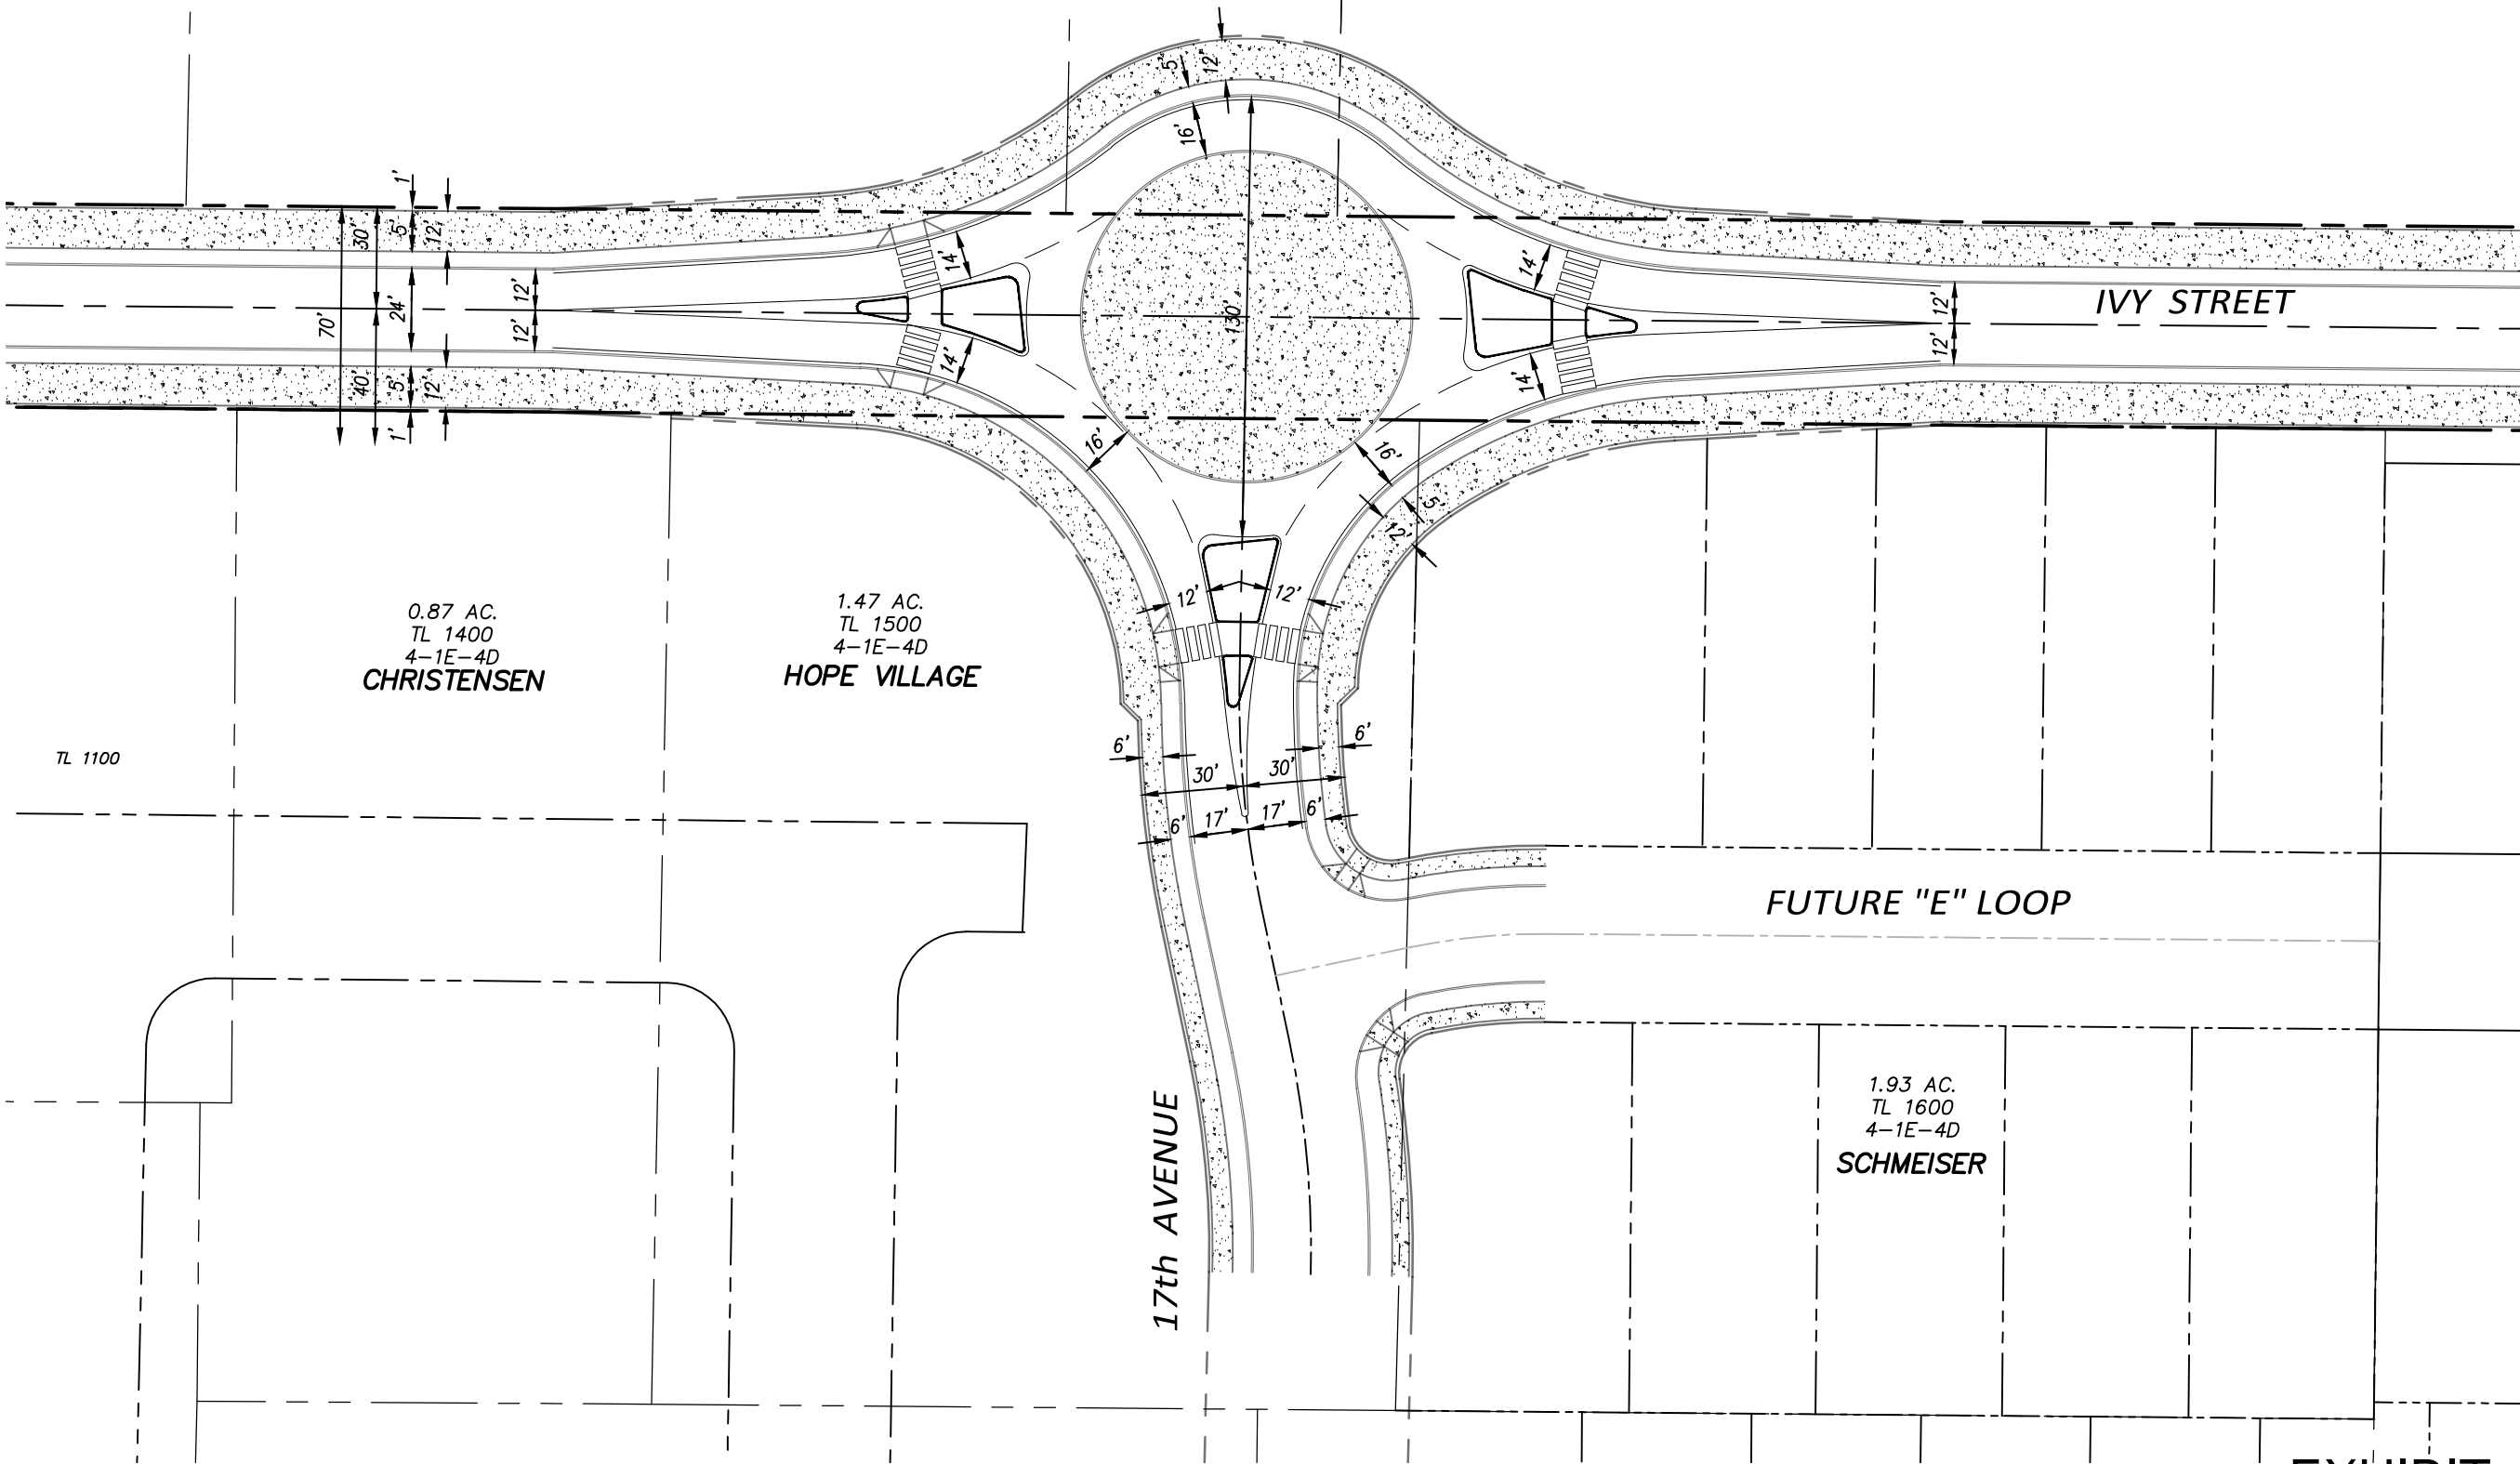 5'
12'
16'
1'
30'
5'
12'
14'
14'
12'
24'
70'
130'
12'
IVY STREET
12'
12'
14'
14'
40'
5'
12'
1'
16'
16'
5'
12'
12'
12'
0.87 AC.
TL 1400
4-1E-4D
CHRISTENSEN
1.47 AC.
TL 1500
4-1E-4D
HOPE VILLAGE
TL 1100
6'
6'
30'
30'
6'
17'
17'
6'
FUTURE "E" LOOP
17th AVENUE
1.93 AC.
TL 1600
4-1E-4D
SCHMEISER